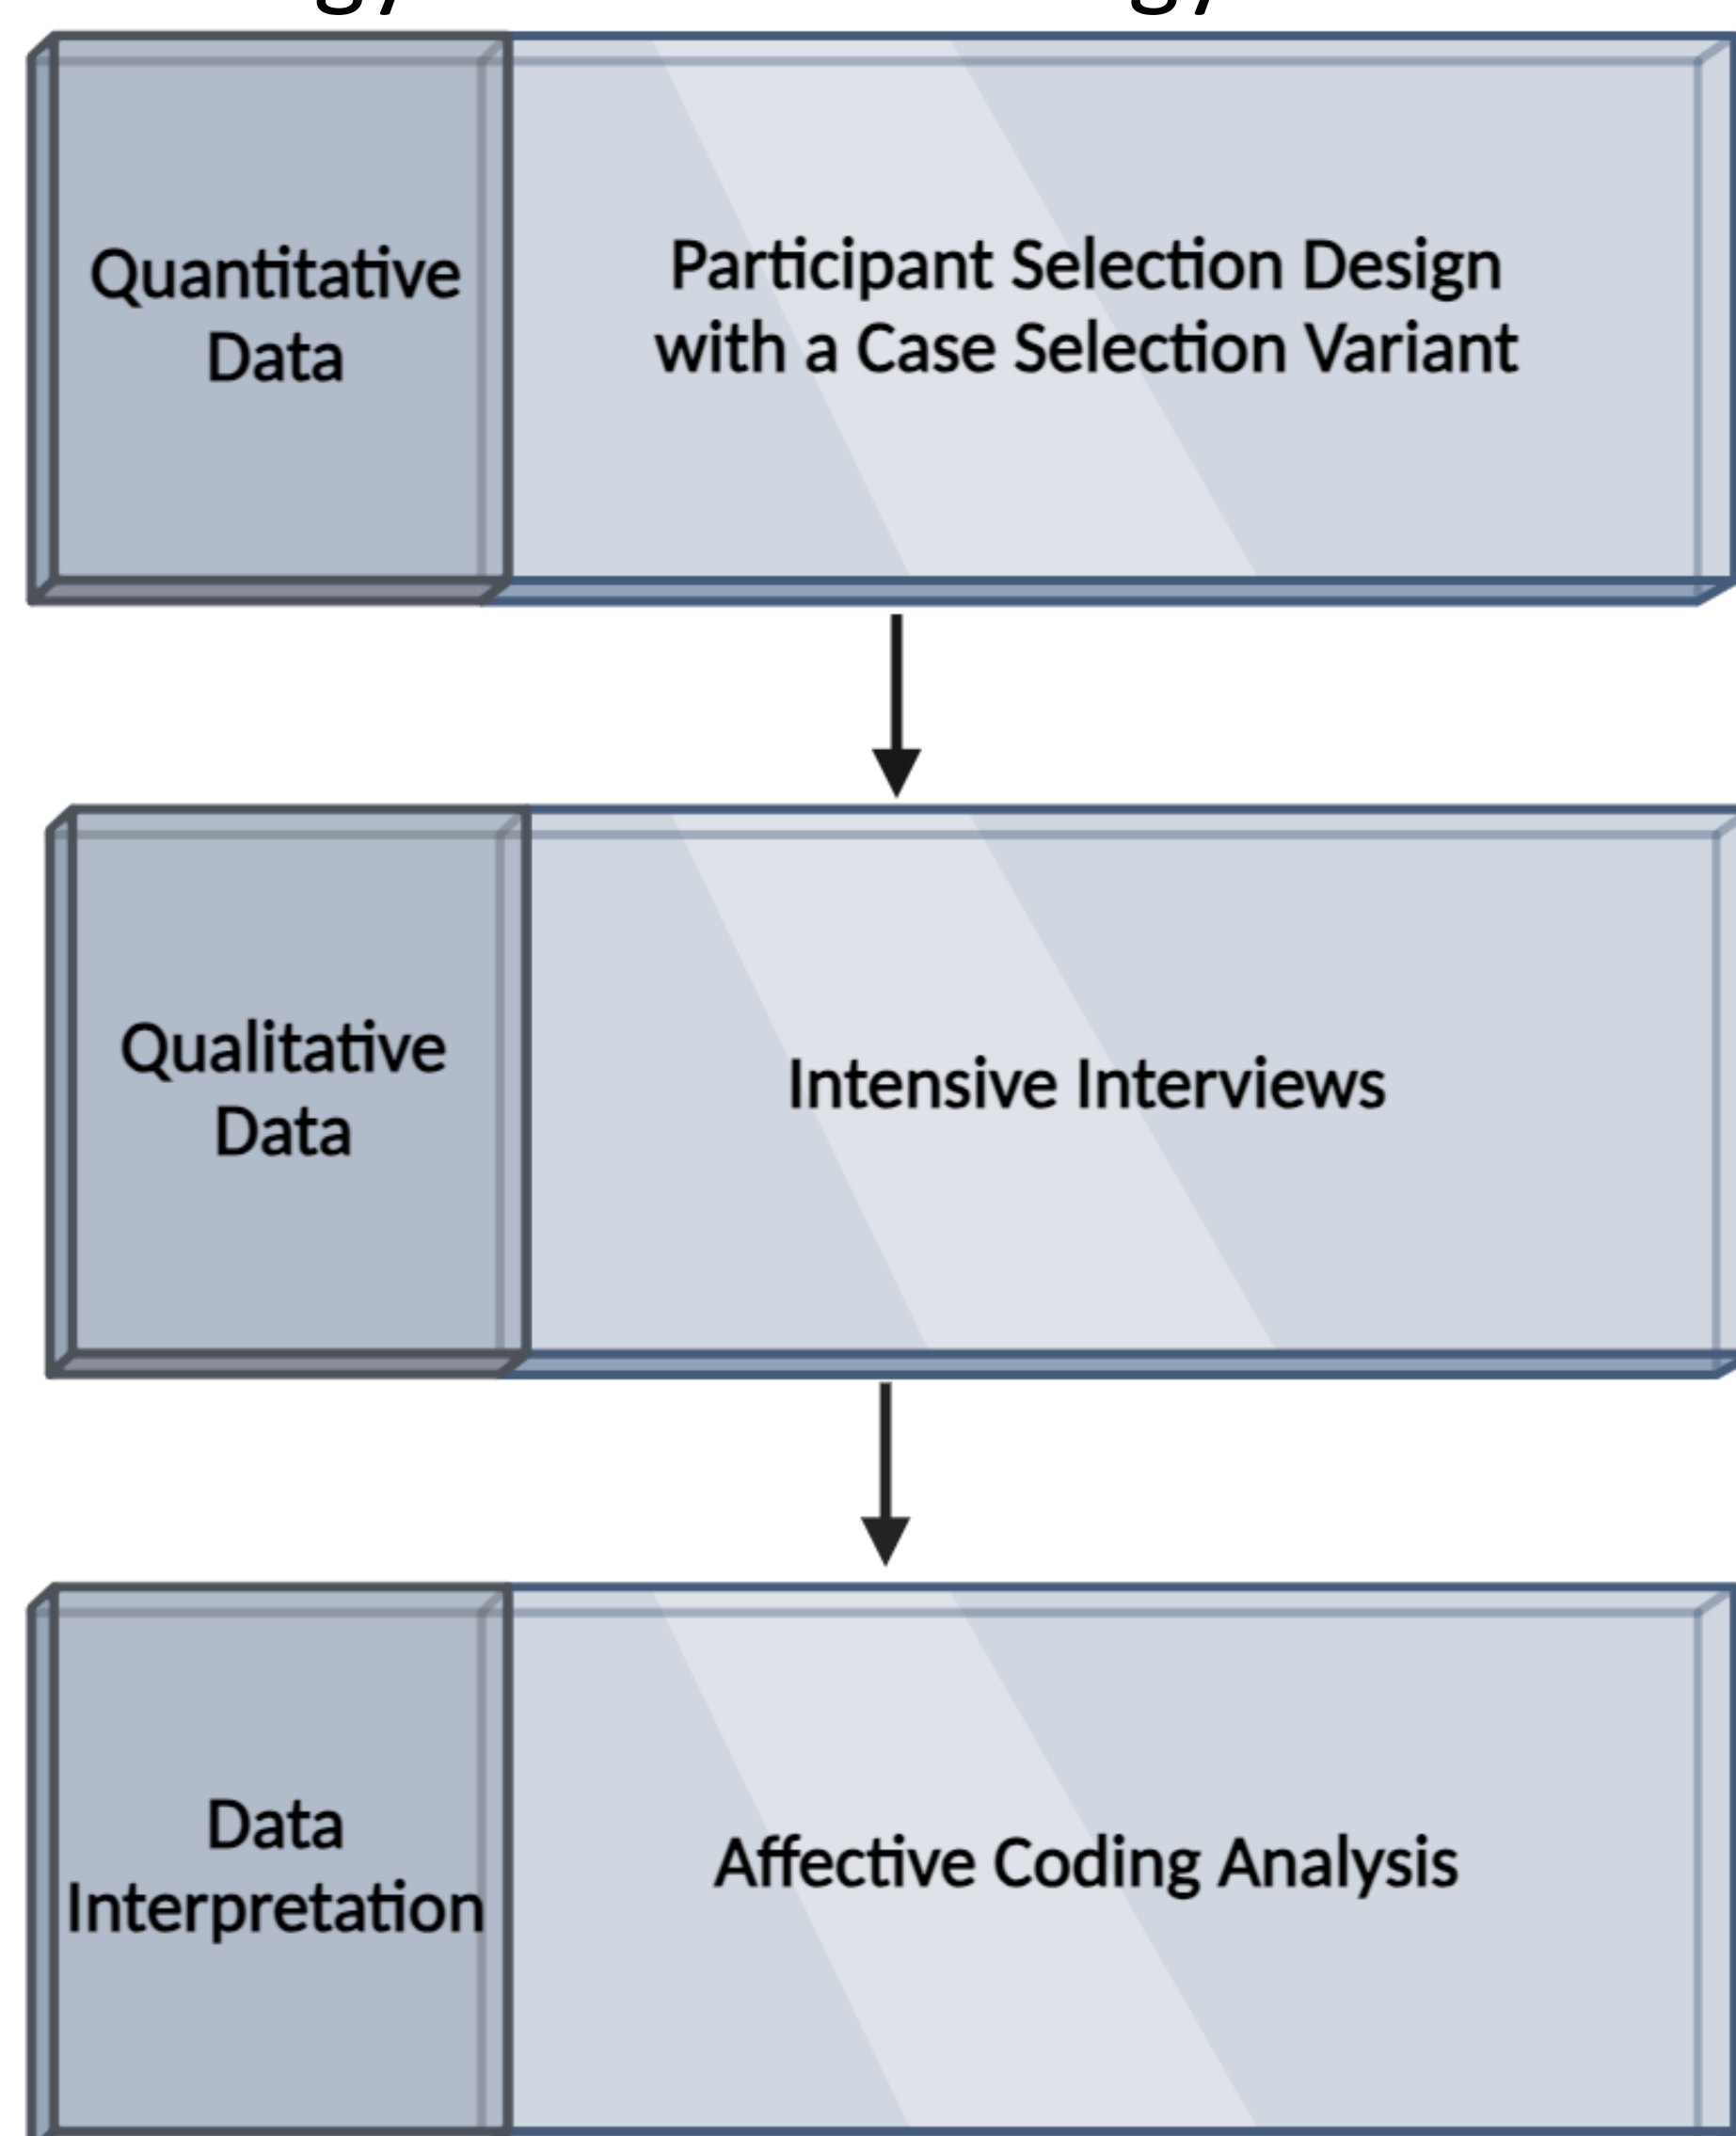 Quantitative
Data
Participant Selection Design
with a Case Selection Variant
Qualitative
Data
Intensive Interviews
Data
Interpretation
Affective Coding Analysis